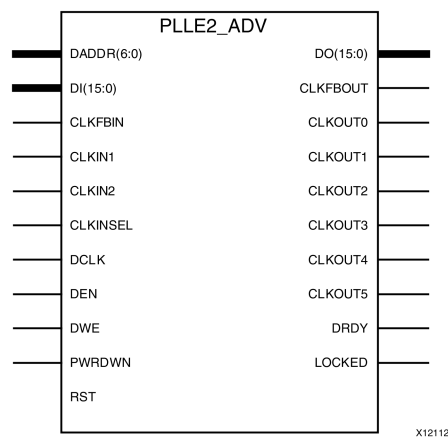 PLLE2_ADV
DADDR(6:0) DO(15:0)
DI(15:0) CLKFBOUT
CLKFBIN CLKOUT0
CLKIN1 CLKOUT1
CLKIN2 CLKOUT2
CLKINSEL CLKOUT3
DCLK CLKOUT4
DEN CLKOUT5
DWE DRDY
PWRDWN LOCKED
RST
X12112